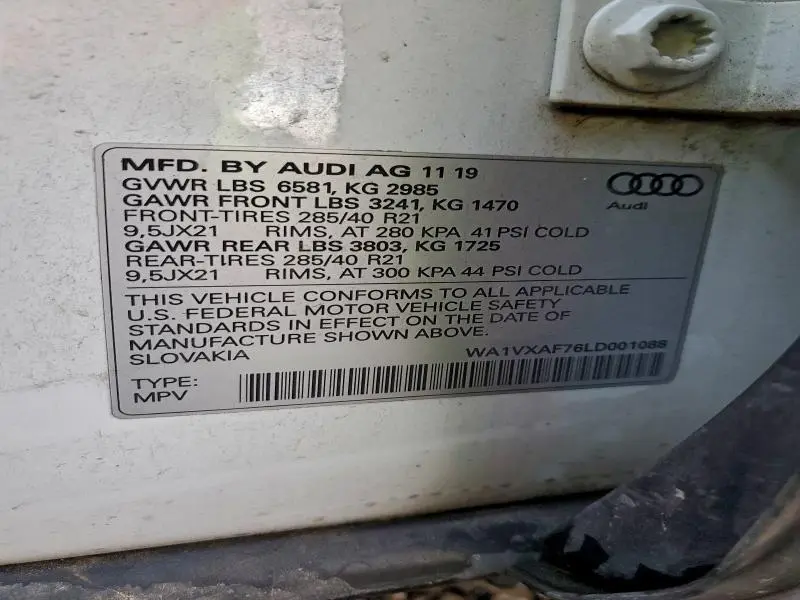 MFD. BY AUDI AG 11 19
GVWR LBS 6581, KG 2985
GAWR FRONT LBS 3241, KG 1470
FRONT-TIRES 285/40 R21
9,5JX21 RIMS, AT 280 KPA 41 PSI COLD
GAWR REAR LBS 3803, KG 1725
REAR-TIRES 285/40 R21
9,5JX21 RIMS, AT 300 KPA 44 PSI COLD
Audi
THIS VEHICLE CONFORMS TO ALL APPLICABLE
U.S. FEDERAL MOTOR VEHICLE SAFETY
STANDARDS IN EFFECT ON THE DATE OF
MANUFACTURE SHOWN ABOVE.
SLOVAKIA WA1VXAF76LD001088
TYPE:
MPV